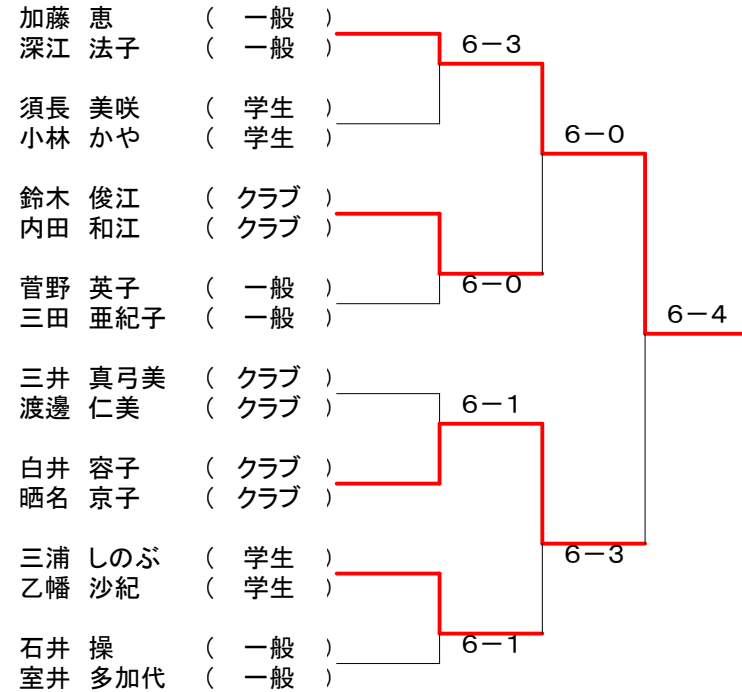 加藤 恵 ( 一般 )
深江 法子 ( 一般 )
6－3
須長 美咲 ( 学生 )
小林 かや ( 学生 )
6－0
鈴木 俊江 ( クラブ )
内田 和江 ( クラブ )
6－0
菅野 英子 ( 一般 )
三田 亜紀子 ( 一般 )
6－4
三井 真弓美 ( クラブ )
渡邊 仁美 ( クラブ )
6－1
白井 容子 ( クラブ )
晒名 京子 ( クラブ )
三浦 しのぶ ( 学生 )
6－3
乙幡 沙紀 ( 学生 )
石井 操 ( 一般 )
6－1
室井 多加代 ( 一般 )